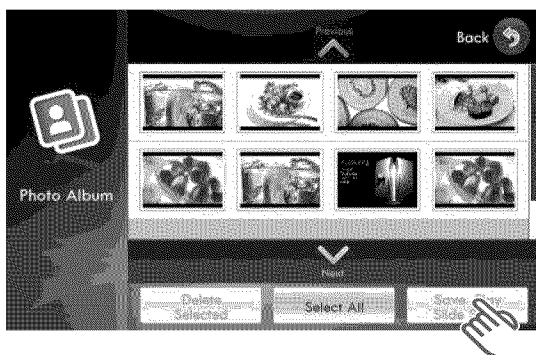 Previous
Back
Photo Album
Next
Delete
Selected
Select All
Save
Slide